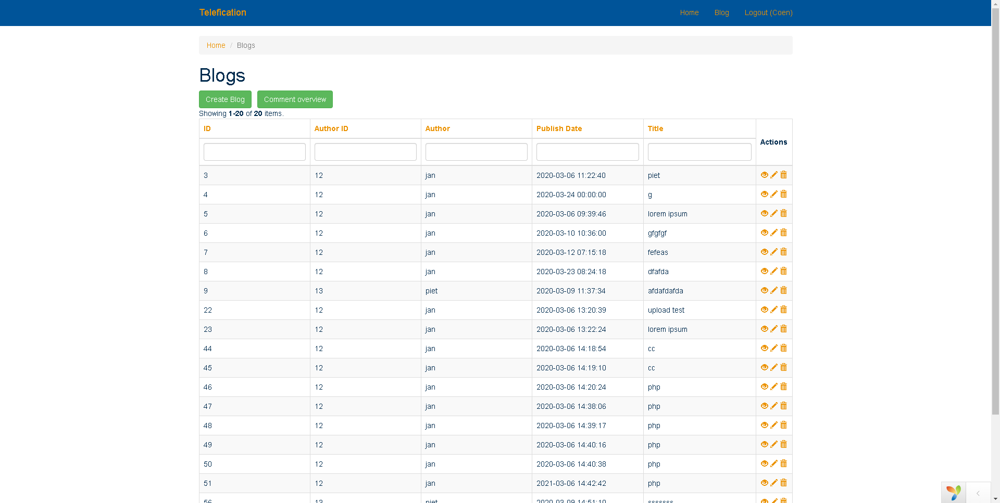 Telefication Home Blog Logout (Coen)
Home / Blogs
Blogs
Create Blog Comment overview
Showing 1-20 of 20 items.
ID Author ID Author Publish Date Title Actions
3 12 jan 2020-03-06 11:22:40 piet
4 12 jan 2020-03-24 00:00:00 g
5 12 jan 2020-03-06 09:39:46 lorem ipsum
6 12 jan 2020-03-10 10:36:00 gfgfgf
7 12 jan 2020-03-12 07:15:18 fefeas
8 12 jan 2020-03-23 08:24:18 dfafda
9 13 piet 2020-03-09 11:37:34 afdafdafda
22 12 jan 2020-03-06 13:20:39 upload test
23 12 jan 2020-03-06 13:22:24 lorem ipsum
44 12 jan 2020-03-06 14:18:54 cc
45 12 jan 2020-03-06 14:19:10 cc
46 12 jan 2020-03-06 14:20:24 php
47 12 jan 2020-03-06 14:38:06 php
48 12 jan 2020-03-06 14:39:17 php
49 12 jan 2020-03-06 14:40:16 php
50 12 jan 2020-03-06 14:40:38 php
51 12 jan 2021-03-06 14:42:42 php
56 13 piet 2020-03-09 14:51:10 sssssss